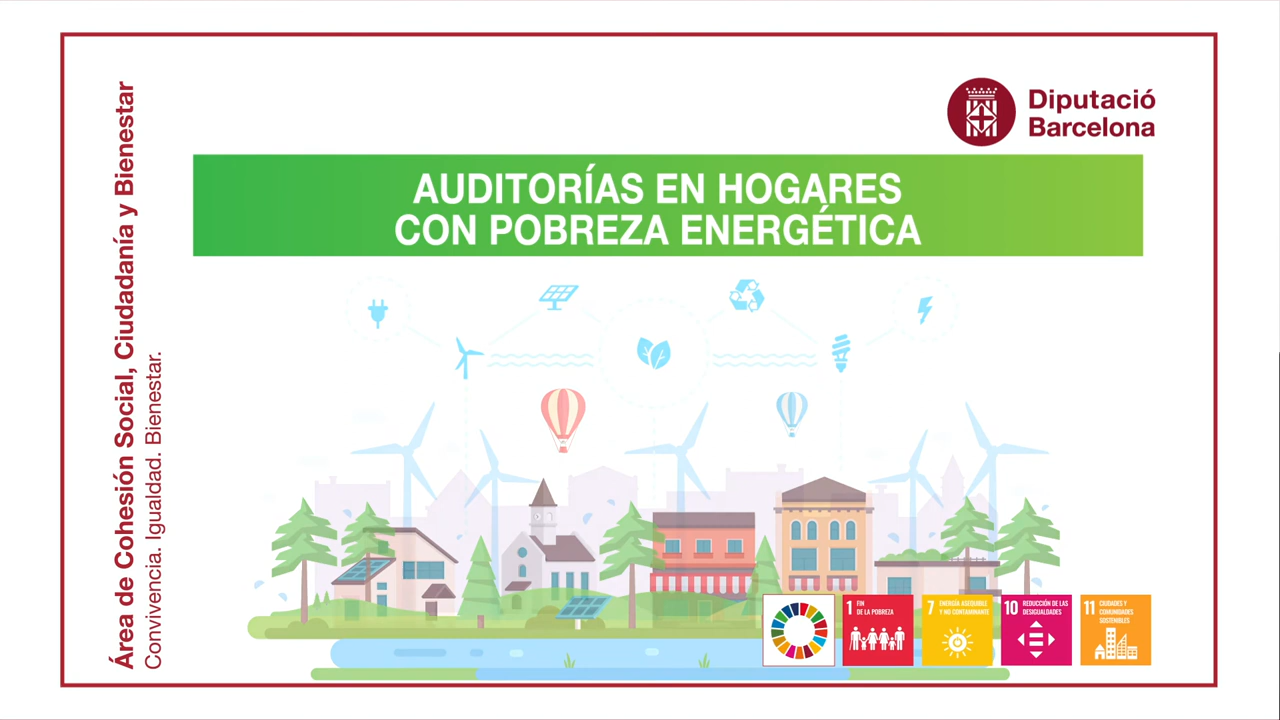 Área de Cohesión Social, Ciudadanía y Bienestar
Convivencia. Igualdad. Bienestar.
Diputació
Barcelona
AUDITORÍAS EN HOGARES
CON POBREZA ENERGÉTICA
1 FIN
DE LA POBREZA
7 ENERGÍA ASEQUIBLE
Y NO CONTAMINANTE
10 REDUCCIÓN DE LAS
DESIGUALDADES
11 CIUDADES Y
COMUNIDADES
SOSTENIBLES